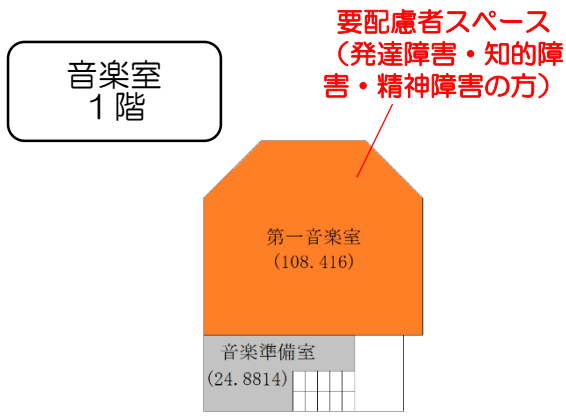 要配慮者スペース
（発達障害・知的障
害・精神障害の方）
音楽室
１階
第一音楽室
(108.416)
音楽準備室
(24.8814)